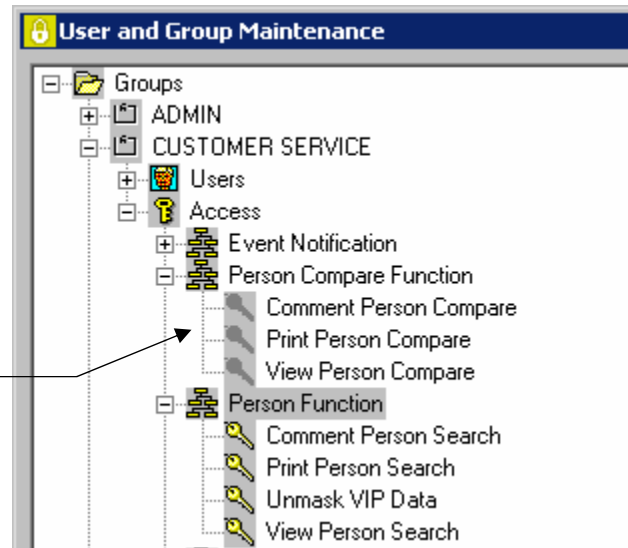 User and Group Maintenance
Groups
ADMIN
CUSTOMER SERVICE
Users
Access
Event Notification
Person Compare Function
Comment Person Compare
Print Person Compare
View Person Compare
Person Function
Comment Person Search
Print Person Search
Unmask VIP Data
View Person Search